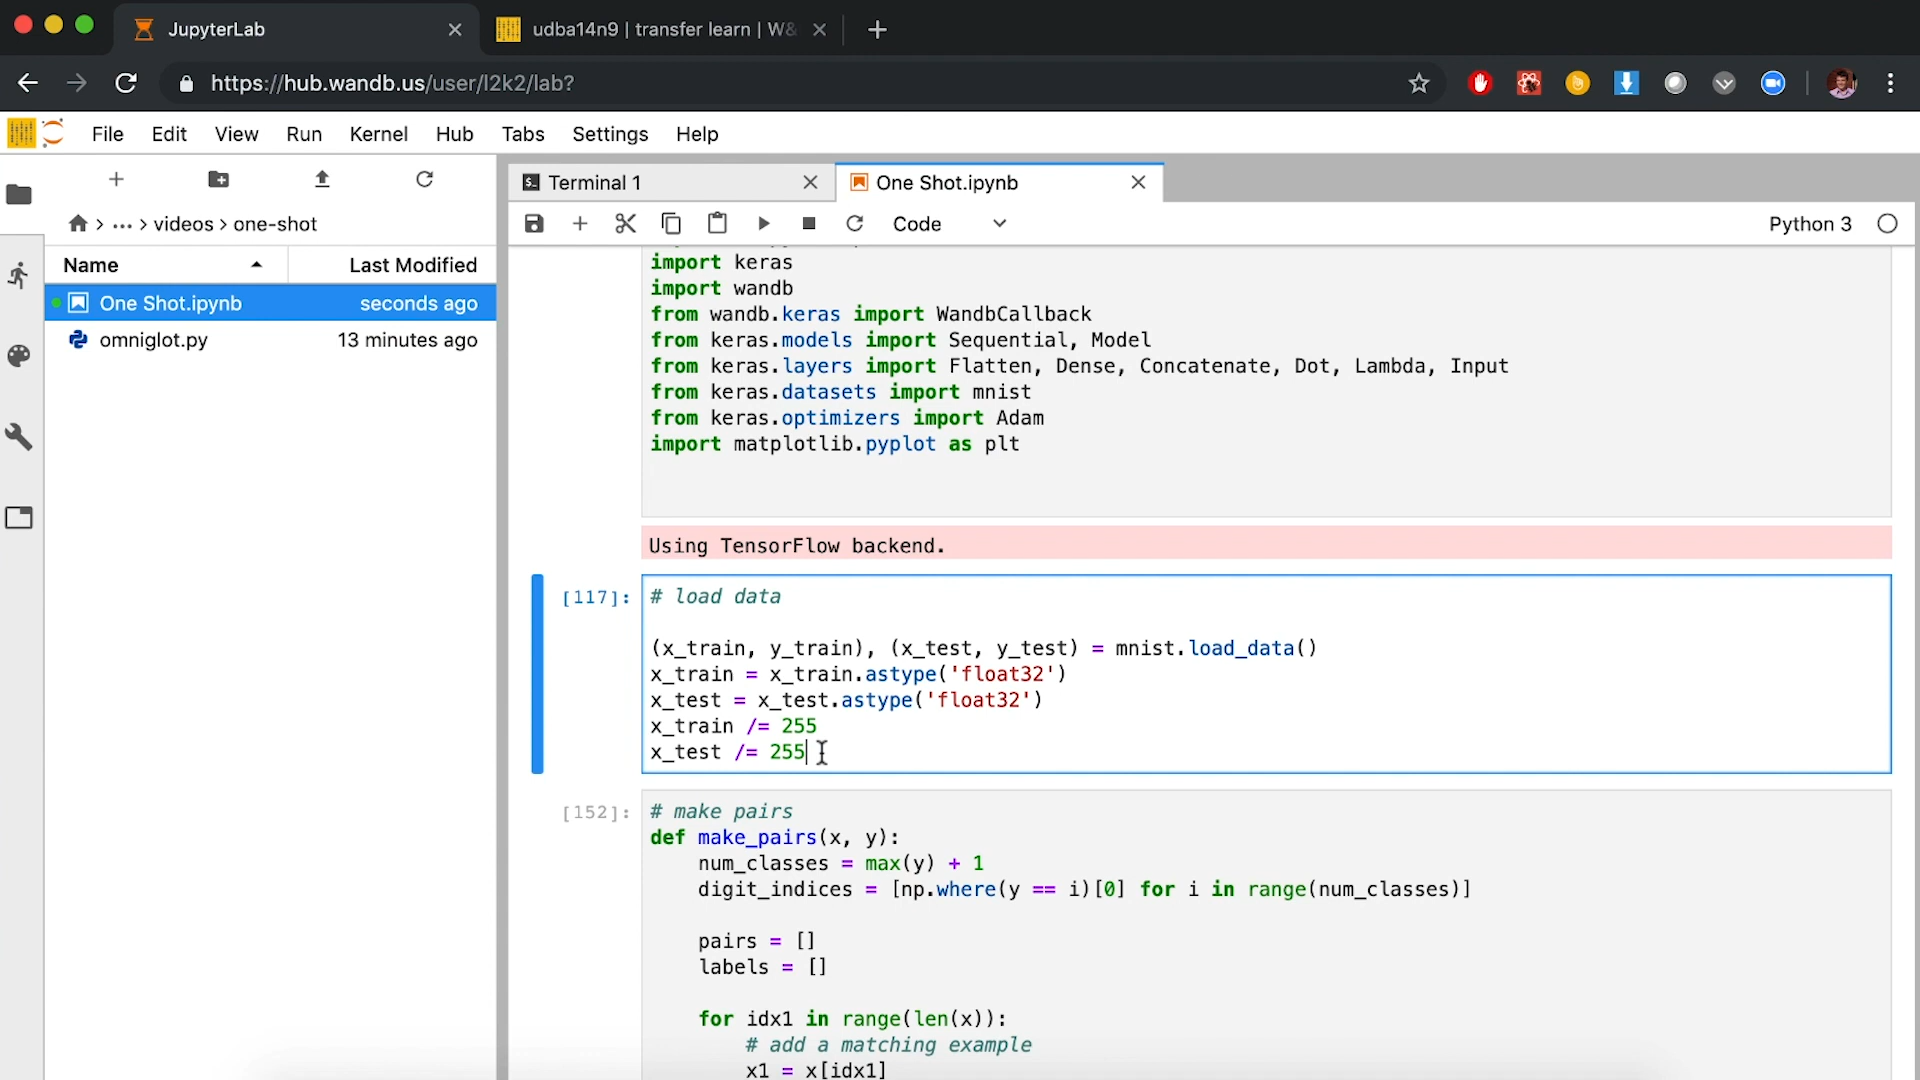 JupyterLab
udba14n9 | transfer learn | W&
https://hub.wandb.us/user/l2k2/lab?
File Edit View Run Kernel Hub Tabs Settings Help
Terminal 1
One Shot.ipynb
… > videos > one-shot
Code
Python 3
Name Last Modified
One Shot.ipynb seconds ago
omniglot.py 13 minutes ago
import keras
import wandb
from wandb.keras import WandbCallback
from keras.models import Sequential, Model
from keras.layers import Flatten, Dense, Concatenate, Dot, Lambda, Input
from keras.datasets import mnist
from keras.optimizers import Adam
import matplotlib.pyplot as plt
Using TensorFlow backend.
[117]:
# load data
(x_train, y_train), (x_test, y_test) = mnist.load_data()
x_train = x_train.astype('float32')
x_test = x_test.astype('float32')
x_train /= 255
x_test /= 255
[152]:
# make pairs
def make_pairs(x, y):
num_classes = max(y) + 1
digit_indices = [np.where(y == i)[0] for i in range(num_classes)]
pairs = []
labels = []
for idx1 in range(len(x)):
# add a matching example
x1 = x[idx1]